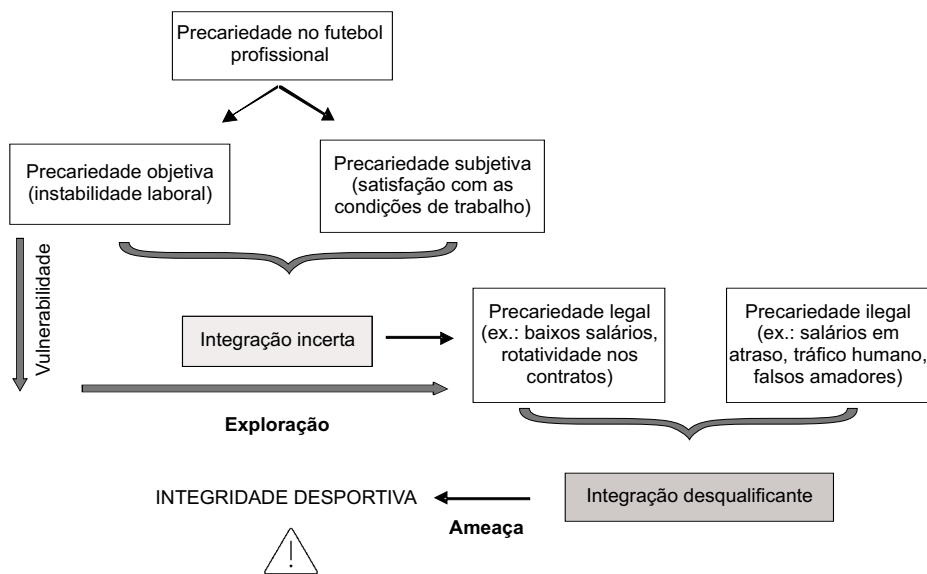 Precariedade no futebol
profissional
Precariedade objetiva
(instabilidade laboral)
Precariedade subjetiva
(satisfação com as
condições de trabalho)
Vulnerabilidade
Integração incerta
Precariedade legal
(ex.: baixos salários,
rotatividade nos
contratos)
Precariedade ilegal
(ex.: salários em
atraso, tráfico humano,
falsos amadores)
Exploração
Integração desqualificante
INTEGRIDADE DESPORTIVA
Ameaça
!